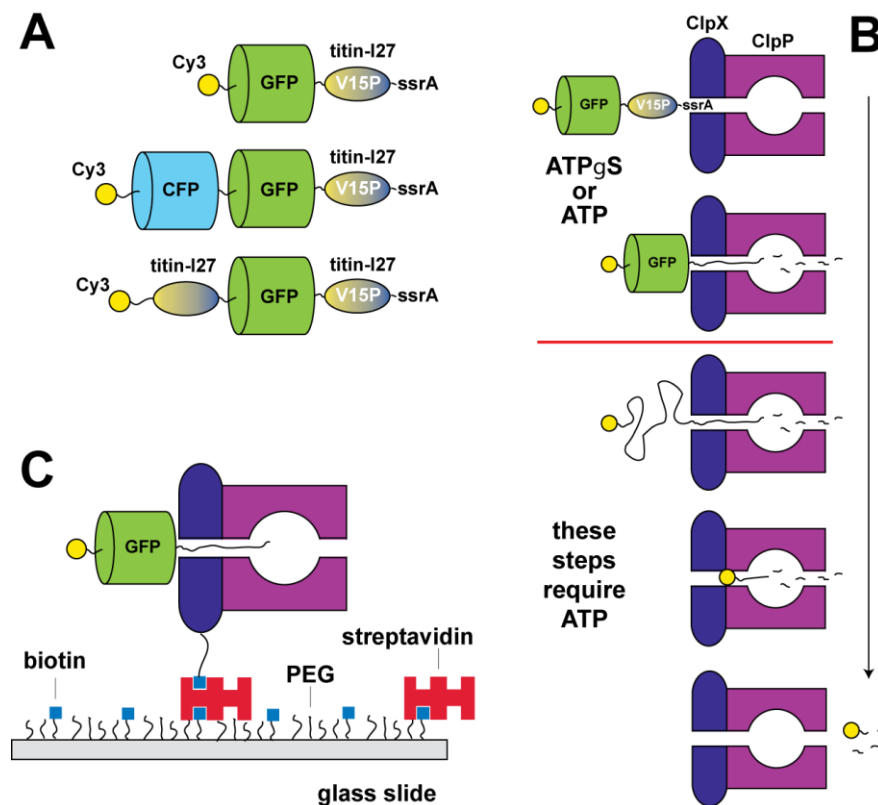 A
Cy3
GFP
titin-I27
V15P
ssrA
Cy3
CFP
GFP
titin-I27
V15P
ssrA
Cy3
titin-I27
GFP
titin-I27
V15P
ssrA
B
ClpX
ClpP
GFP
V15P
ssrA
ATPgS
or
ATP
GFP
these
steps
require
ATP
C
GFP
biotin
PEG
streptavidin
glass slide